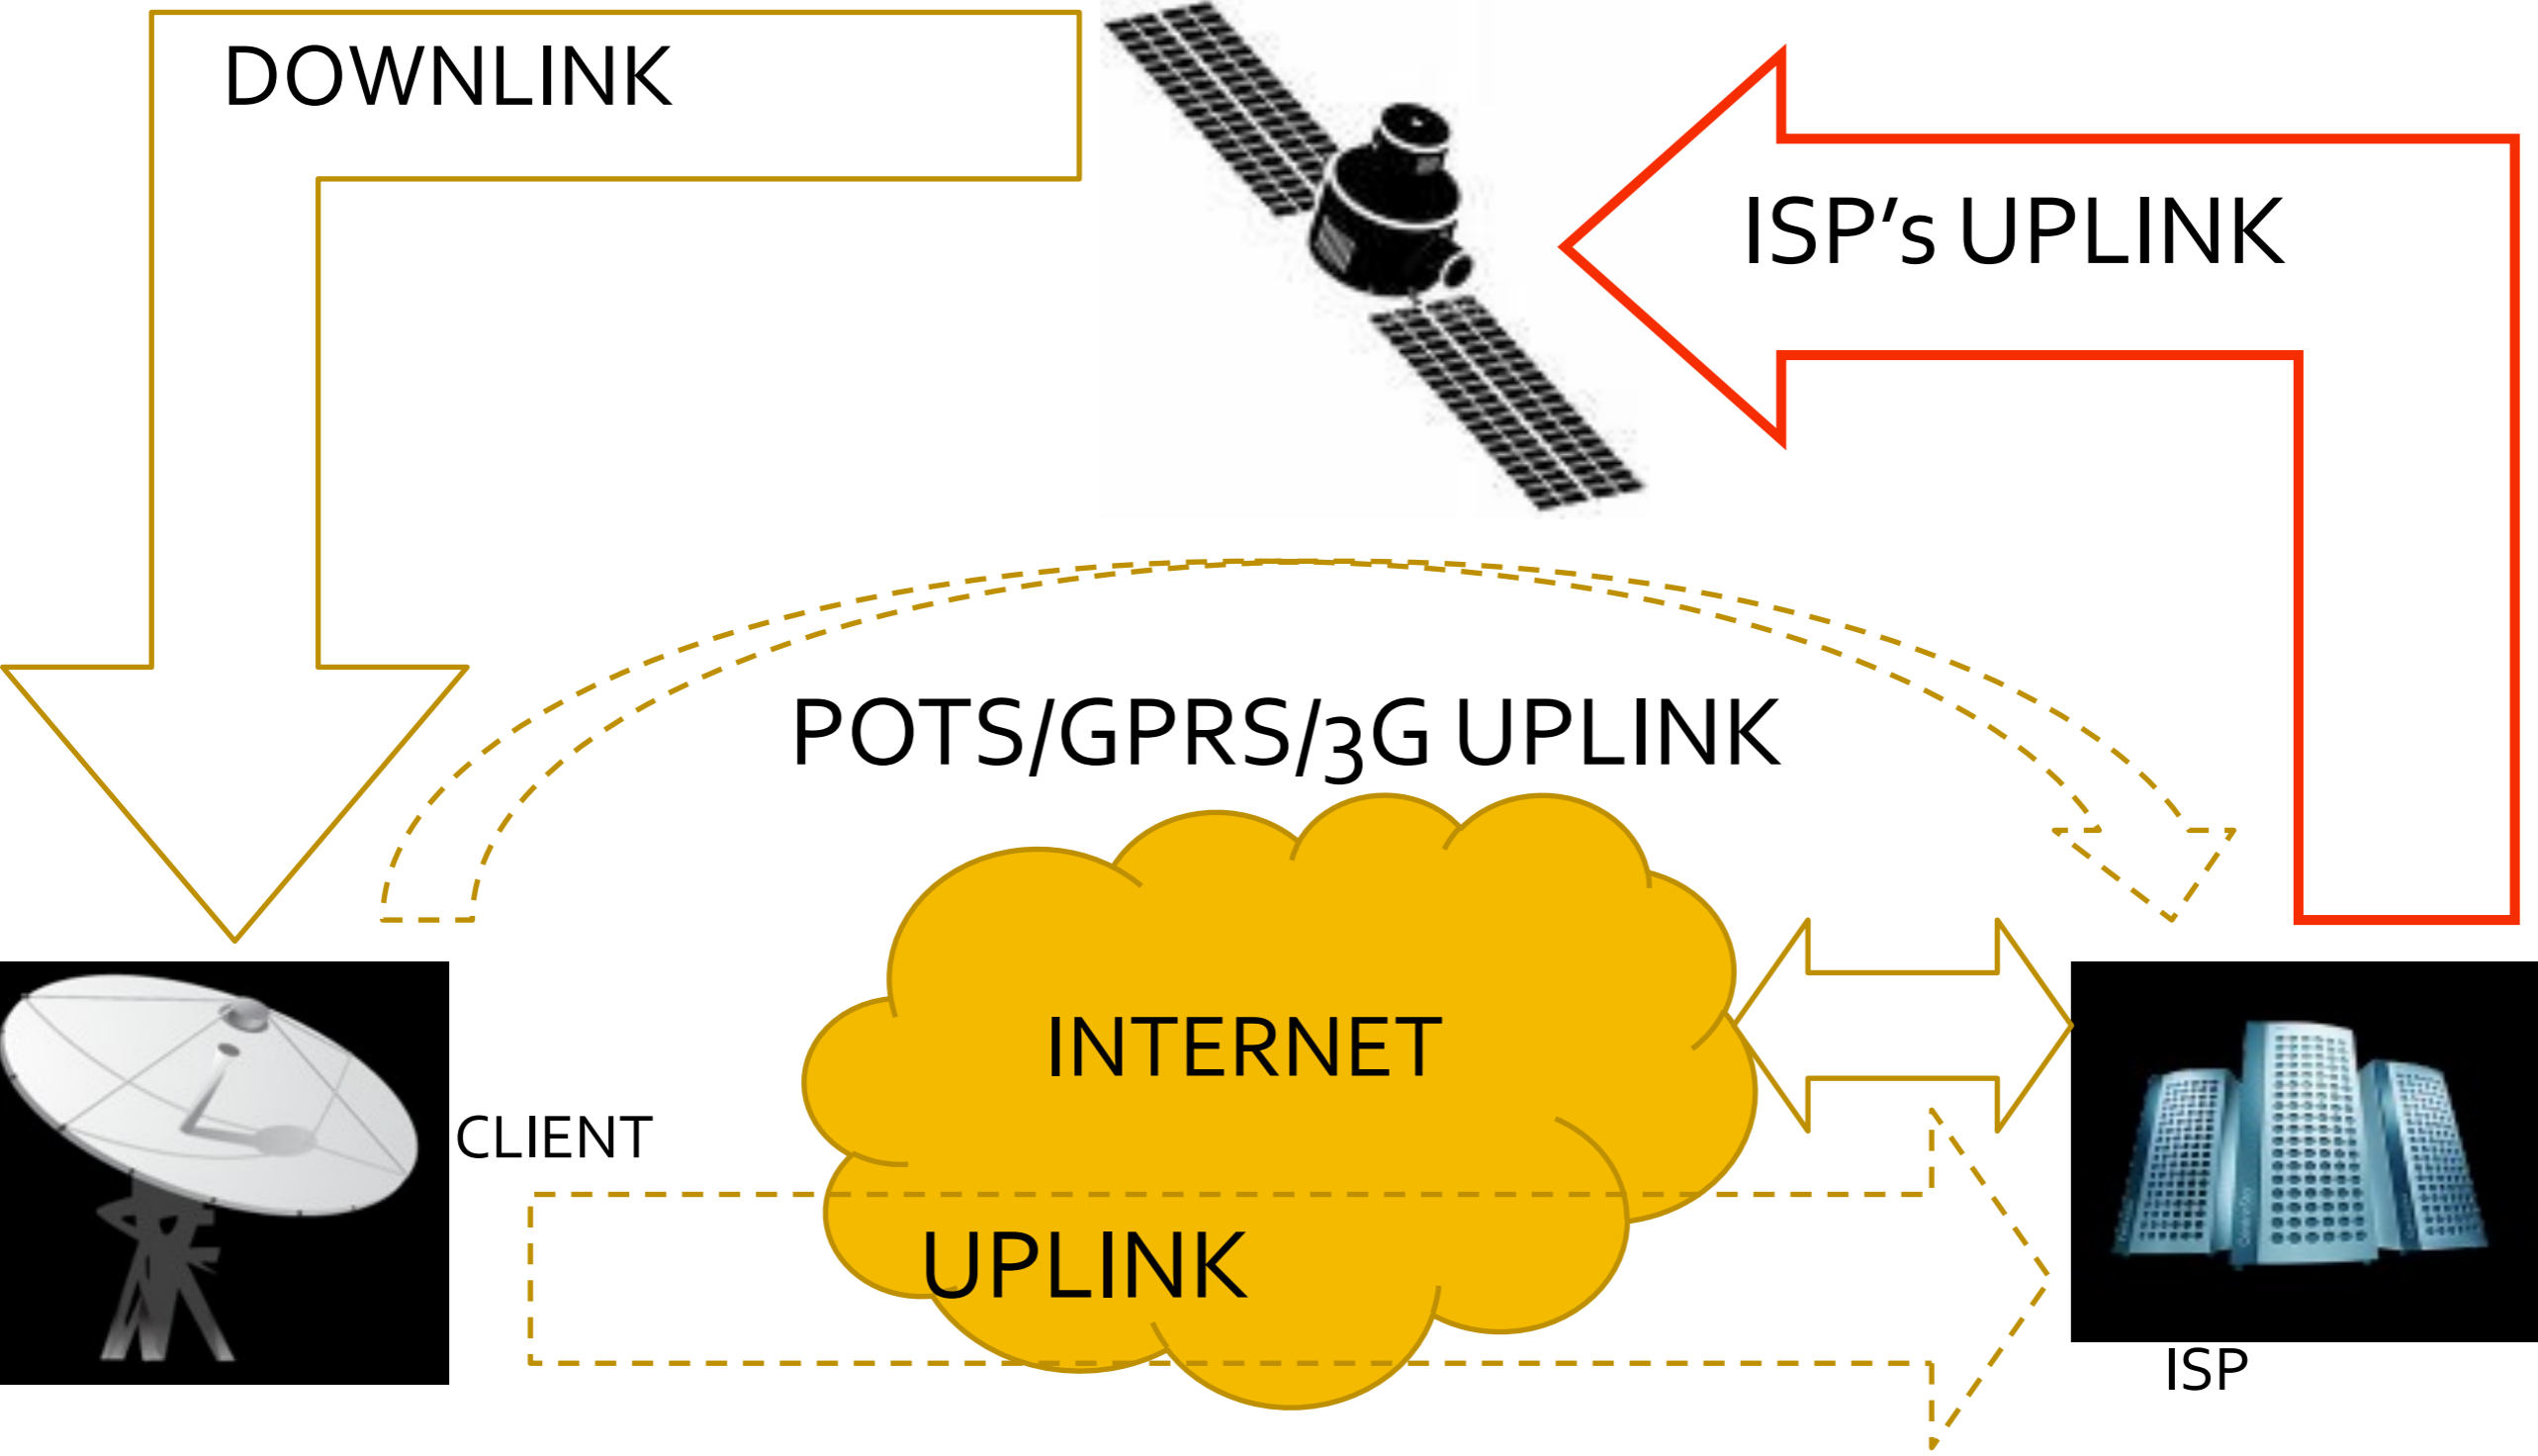 DOWNLINK
ISP's UPLINK
POTS/GPRS/3G UPLINK
INTERNET
CLIENT
UPLINK
ISP